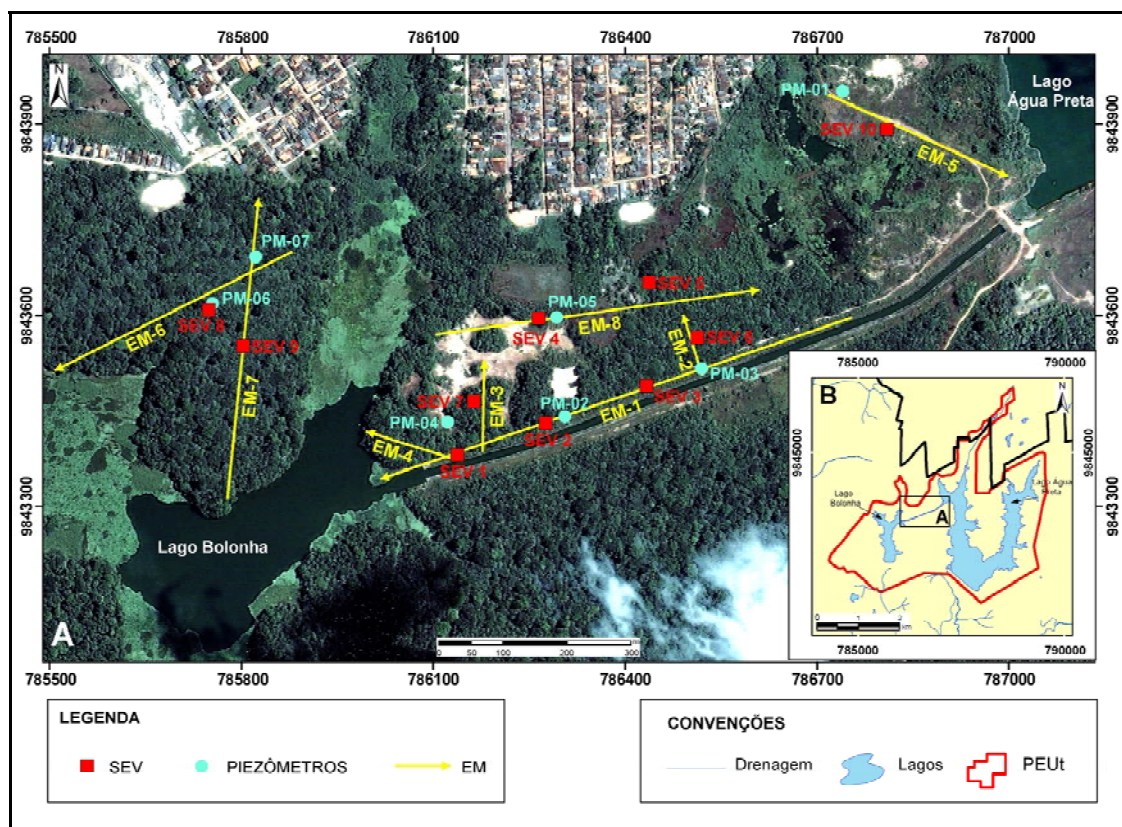 785500 785800 786100 786400 786700 787000
N
Lago
Água Preta
9843900
9843900
PM-01
SEV 10
EM-5
PM-07
PM-06
SEV 8
EM-6
SEV 9
EM-7
SEV 6
PM-05
SEV 4
EM-8
9843600
9843600
SEV 5
EM-2
PM-03
SEV 3
EM-1
EM-3
SEV 7
PM-02
PM-04
SEV 2
EM-4
SEV 1
9843300
9843300
Lago Bolonha
A
0 50 100 200 300
m
785000 790000
B
N
9845000
9845000
Lago
Bolonha
Lago Água
Preta
A
0 1 2
km
785000 790000
785500 785800 786100 786400 786700 787000
LEGENDA
SEV PIEZÔMETROS EM
CONVENÇÕES
Drenagem Lagos PEUt